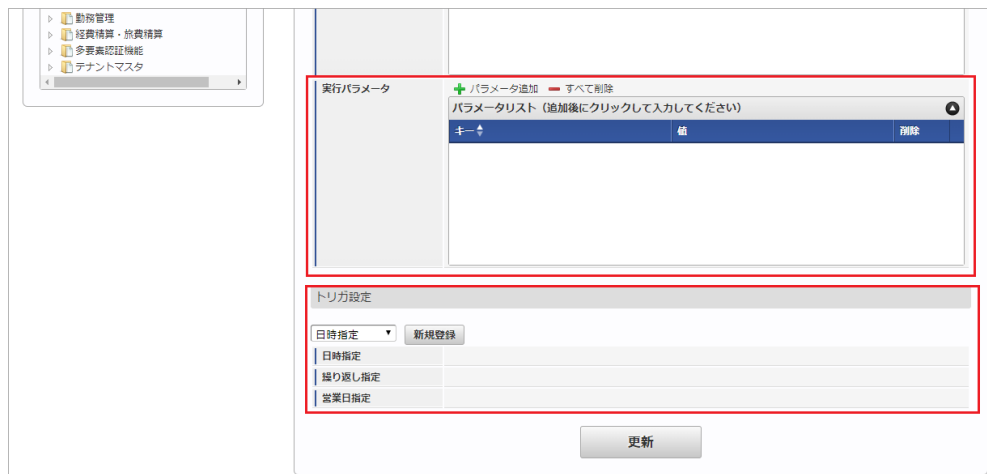 勤務管理
経費精算・旅費精算
多要素認証機能
テナントマスタ
実行パラメータ
パラメータ追加 すべて削除
パラメータリスト（追加後にクリックして入力してください）
キー 値 削除
トリガ設定
日時指定 新規登録
日時指定
繰り返し指定
営業日指定
更新